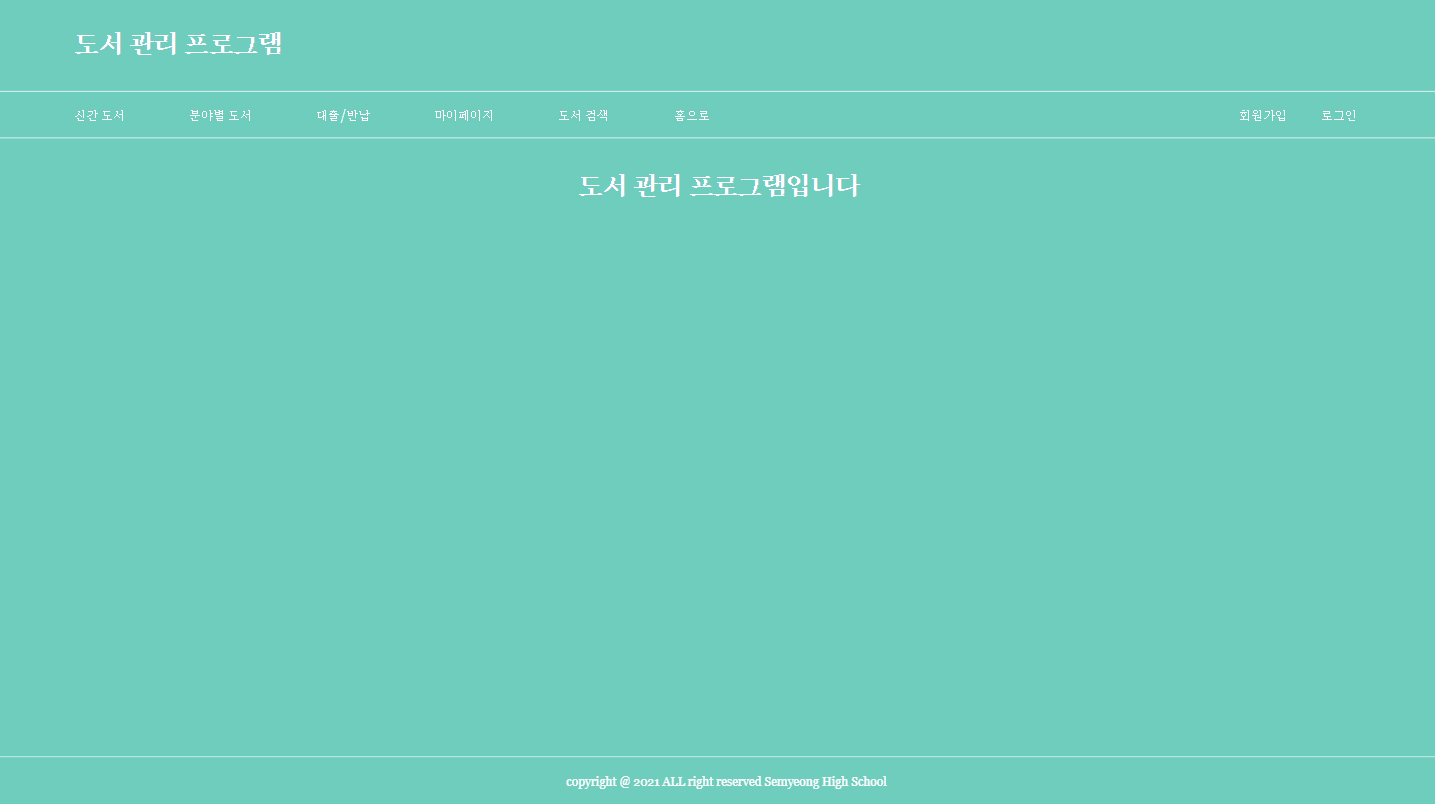 도서 관리 프로그램
신간 도서 분야별 도서 대출/반납 마이페이지 도서 검색 홈으로 회원가입 로그인
도서 관리 프로그램입니다
copyright @ 2021 ALL right reserved Semyeong High School